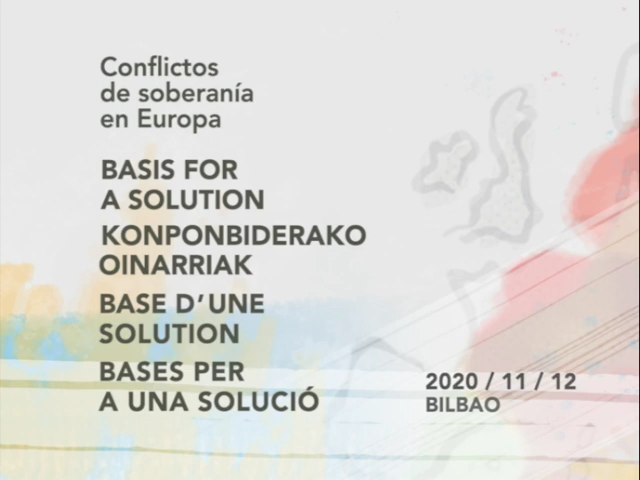 Conflictos
de soberanía
en Europa
BASIS FOR
A SOLUTION
KONPONBIDERAKO
OINARRIAK
BASE D'UNE
SOLUTION
BASES PER
A UNA SOLUCIÓ
2020 / 11 / 12
BILBAO